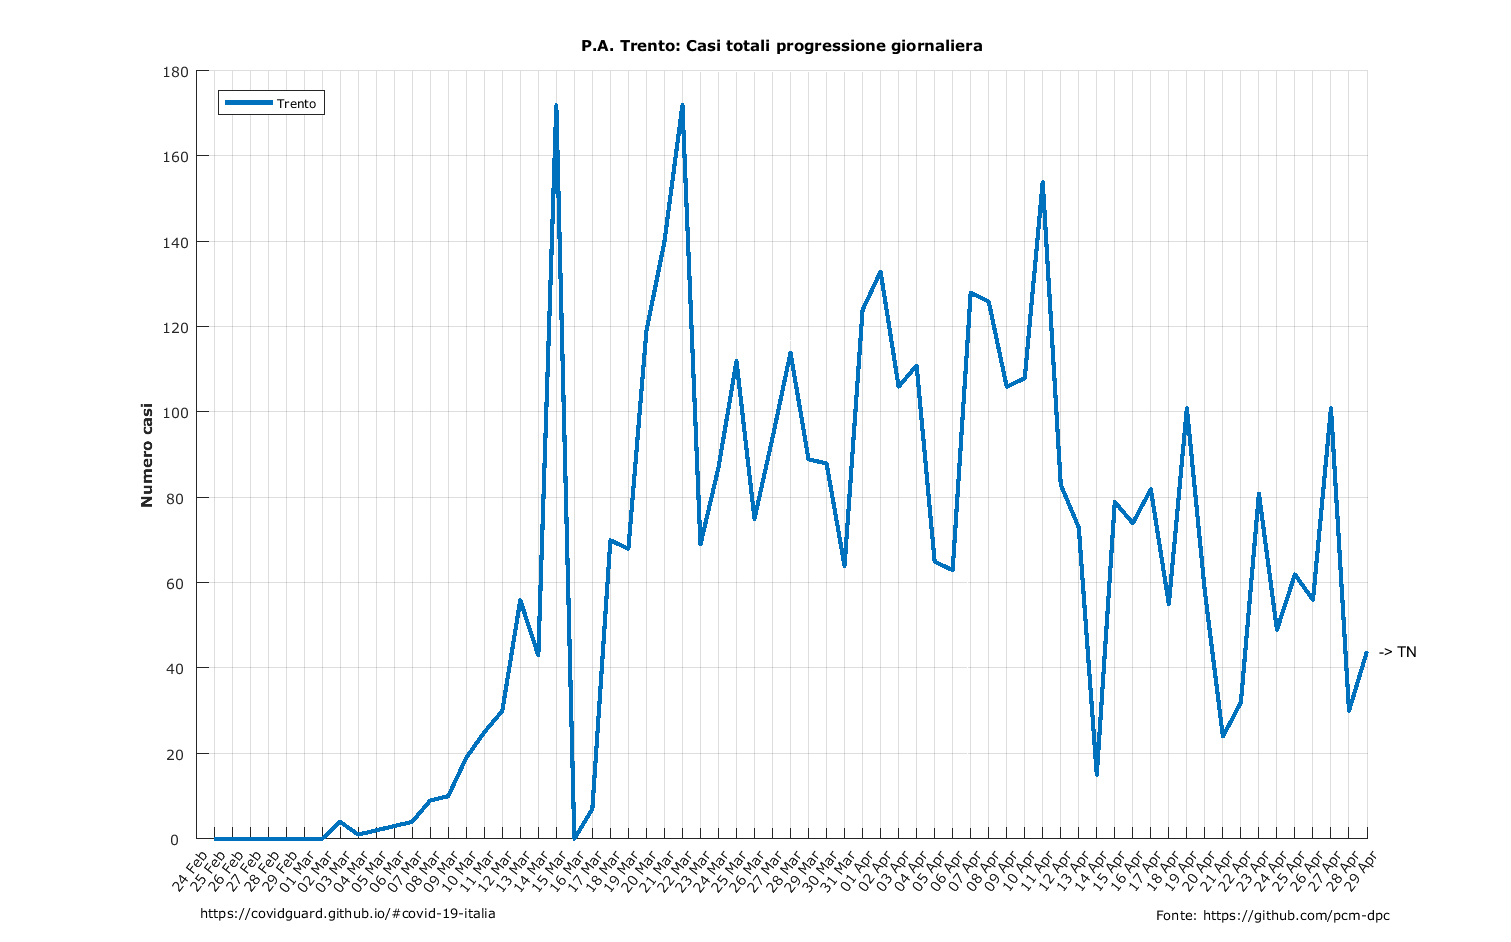 P.A. Trento: Casi totali progressione giornaliera
Trento
Numero casi
180
160
140
120
100
80
60
40
20
0
-> TN
24 Feb
25 Feb
26 Feb
27 Feb
28 Feb
29 Feb
01 Mar
02 Mar
03 Mar
04 Mar
05 Mar
06 Mar
07 Mar
08 Mar
09 Mar
10 Mar
11 Mar
12 Mar
13 Mar
14 Mar
15 Mar
16 Mar
17 Mar
18 Mar
19 Mar
20 Mar
21 Mar
22 Mar
23 Mar
24 Mar
25 Mar
26 Mar
27 Mar
28 Mar
29 Mar
30 Mar
31 Mar
01 Apr
02 Apr
03 Apr
04 Apr
05 Apr
06 Apr
07 Apr
08 Apr
09 Apr
10 Apr
11 Apr
12 Apr
13 Apr
14 Apr
15 Apr
16 Apr
17 Apr
18 Apr
19 Apr
20 Apr
21 Apr
22 Apr
23 Apr
24 Apr
25 Apr
26 Apr
27 Apr
28 Apr
29 Apr
https://covidguard.github.io/#covid-19-italia
Fonte: https://github.com/pcm-dpc